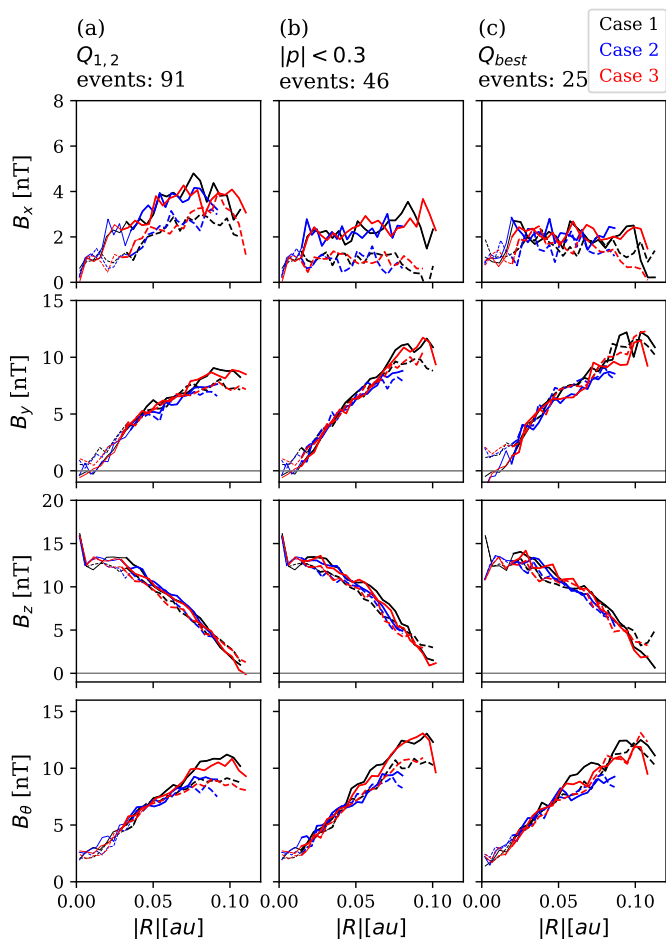 (a)
Q1,2
events: 91
(b)
|p| < 0.3
events: 46
(c)
Qbest
events: 25
Case 1
Case 2
Case 3
Bx [nT]
8
6
4
2
0
By [nT]
15
10
5
0
Bz [nT]
20
15
10
5
0
Bθ [nT]
15
10
5
0
0.00
0.05
0.10
0.00
0.05
0.10
0.00
0.05
0.10
|R|[au]
|R|[au]
|R|[au]